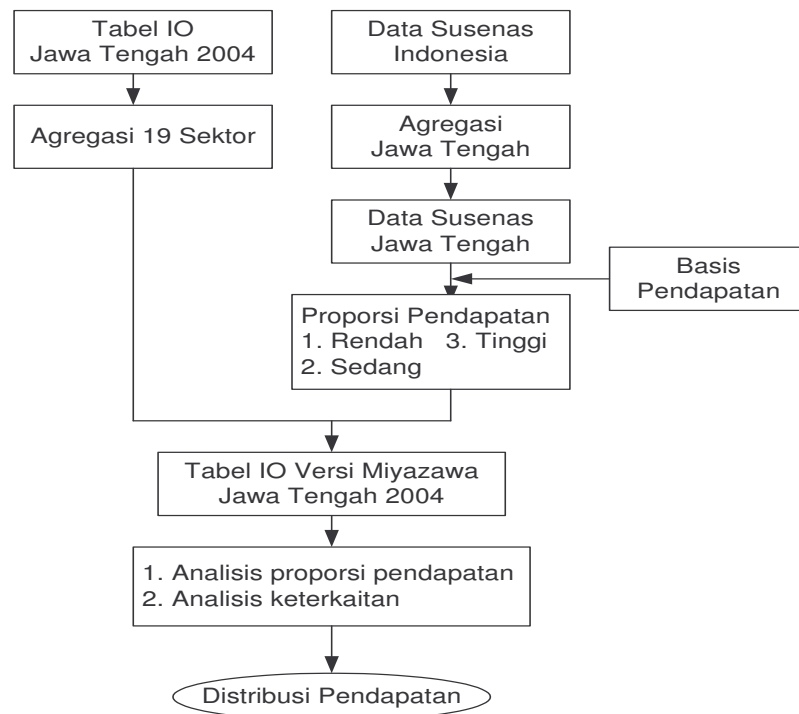 Tabel IO
Jawa Tengah 2004
Data Susenas
Indonesia
Agregasi 19 Sektor
Agregasi
Jawa Tengah
Data Susenas
Jawa Tengah
Basis
Pendapatan
Proporsi Pendapatan
1. Rendah 3. Tinggi
2. Sedang
Tabel IO Versi Miyazawa
Jawa Tengah 2004
1. Analisis proporsi pendapatan
2. Analisis keterkaitan
Distribusi Pendapatan